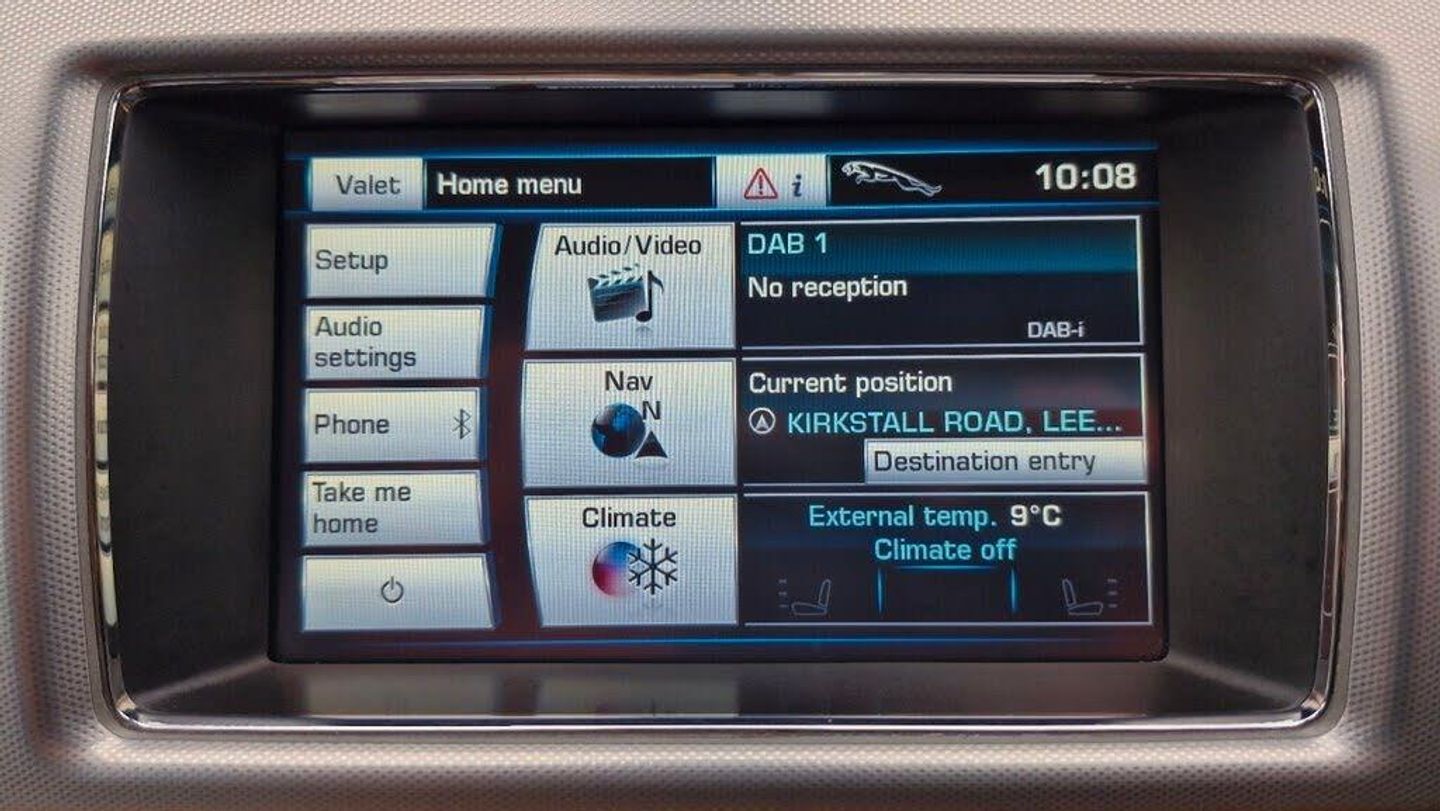 Valet
Home menu
i
10:08
Setup
Audio
settings
Phone
Take me
home
Audio/Video
Nav
N
Climate
DAB 1
No reception
DAB-i
Current position
KIRKSTALL ROAD, LEE...
Destination entry
External temp. 9°C
Climate off